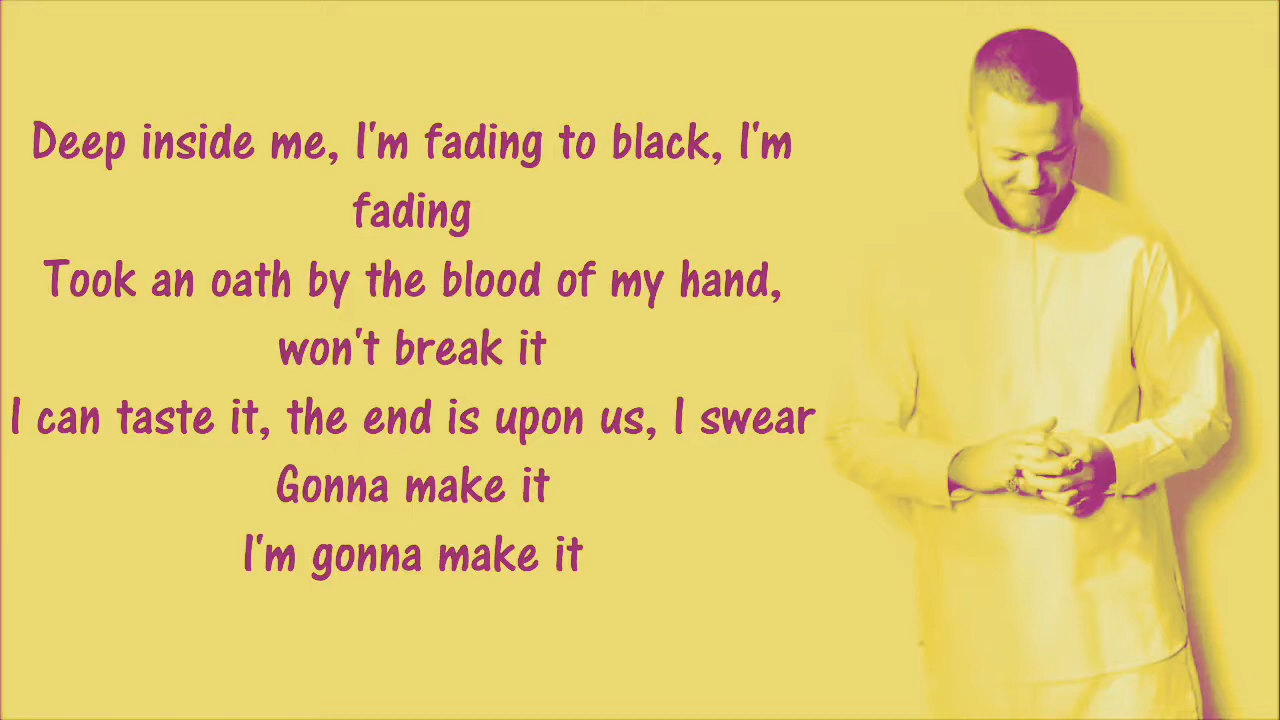 Deep inside me, I'm fading to black, I'm
fading
Took an oath by the blood of my hand,
won't break it
I can taste it, the end is upon us, I swear
Gonna make it
I'm gonna make it